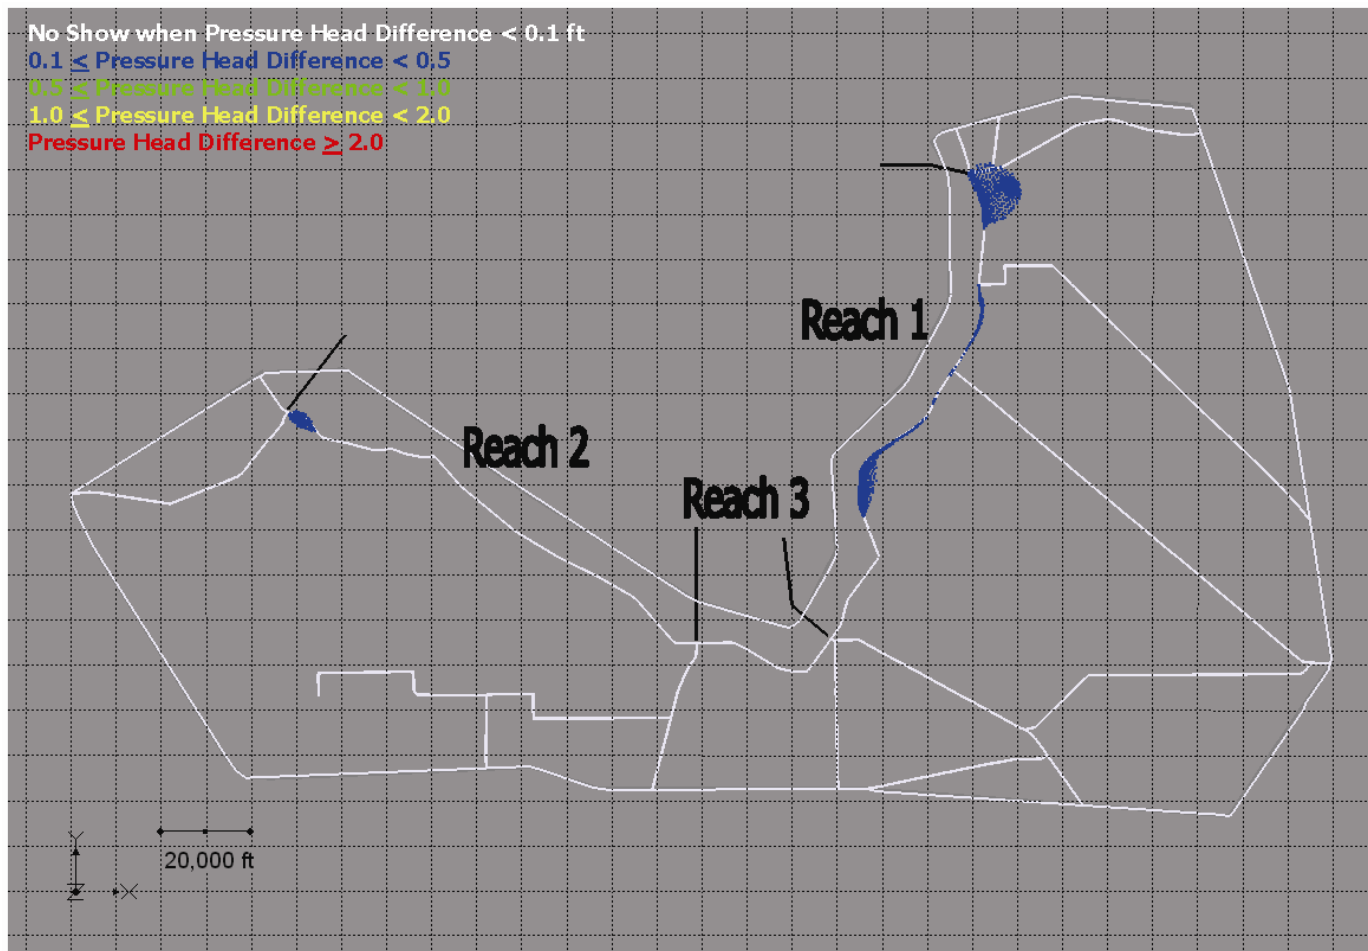 No Show when Pressure Head Difference < 0.1 ft
0.1 ≤ Pressure Head Difference < 0.5
0.5 ≤ Pressure Head Difference < 1.0
1.0 ≤ Pressure Head Difference < 2.0
Pressure Head Difference ≥ 2.0
Reach 1
Reach 2
Reach 3
20,000 ft
Y
Z
X